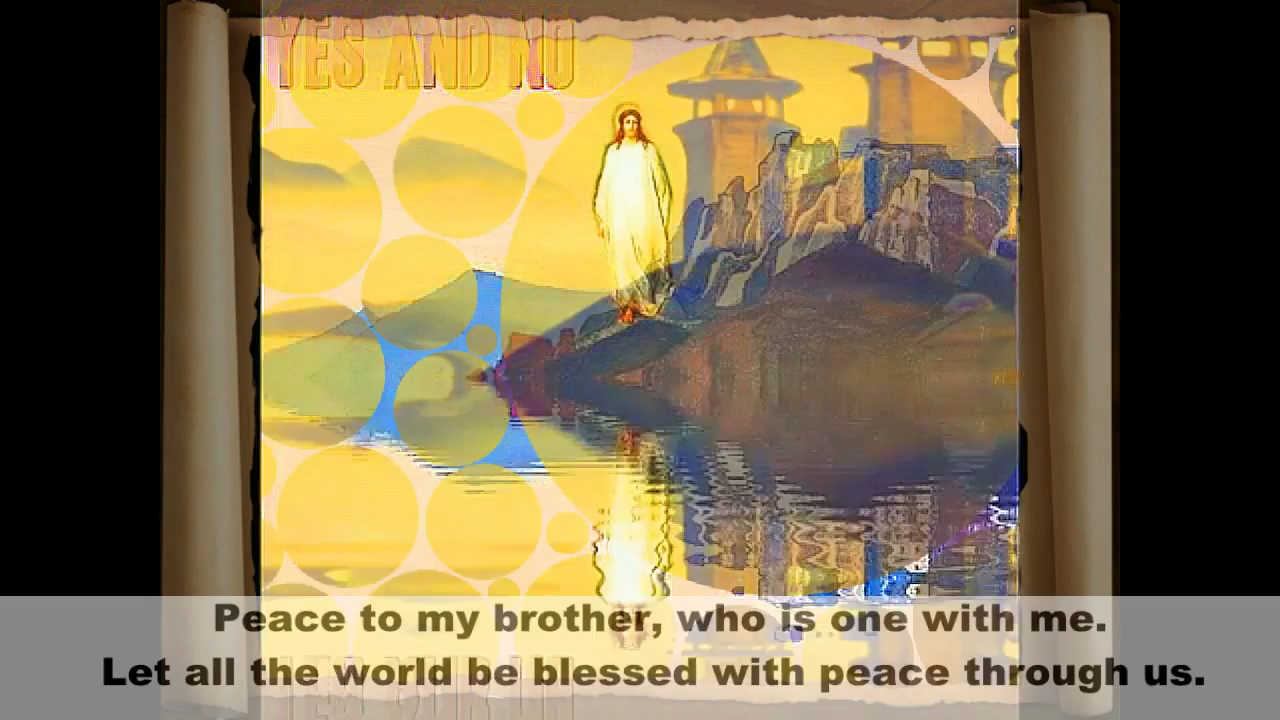 YES AND NO
Peace to my brother, who is one with me.
Let all the world be blessed with peace through us.